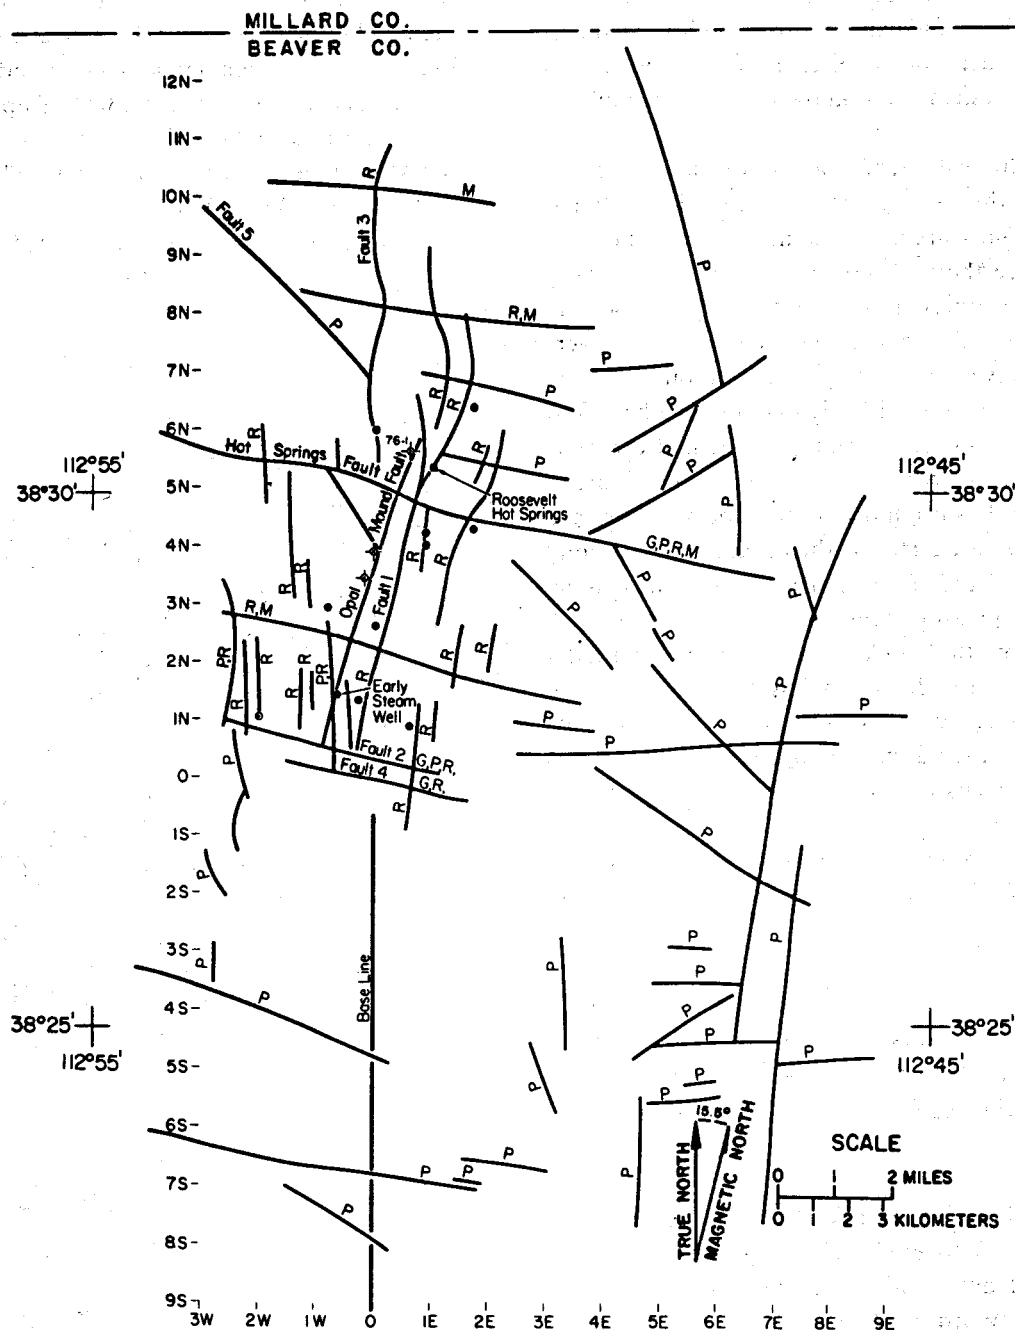 MILLARD CO.
BEAVER CO.
12N
11N
10N
9N
8N
7N
6N
5N
4N
3N
2N
1N
0
1S
2S
3S
4S
5S
6S
7S
8S
9S
3W 2W 1W 0 1E 2E 3E 4E 5E 6E 7E 8E 9E
R
M
Fault 5
Fault 3
P
P
R,M
P
R
R
P
P
P
P
P
R
Hot Springs Fault
76-1
R
P
112°55'
38°30'
112°45'
38°30'
Roosevelt
Hot Springs
Opal Mound Fault
Fault 1
R
R
G,P,R,M
P
P
P
P
P
R
R
R,M
R
R
P,R
R
R
R
P,R
R
Early
Steam
Well
R
P
P
P
P
Fault 2 G,P,R,
Fault 4 G,R,
P
R
P
P
P
P
P
P
P
P
Base Line
38°25'
112°55'
38°25'
112°45'
P
P
P
P
P
P
P
P
P
P
P
15.5°
TRUE NORTH
MAGNETIC NORTH
SCALE
0 1 2 MILES
0 1 2 3 KILOMETERS